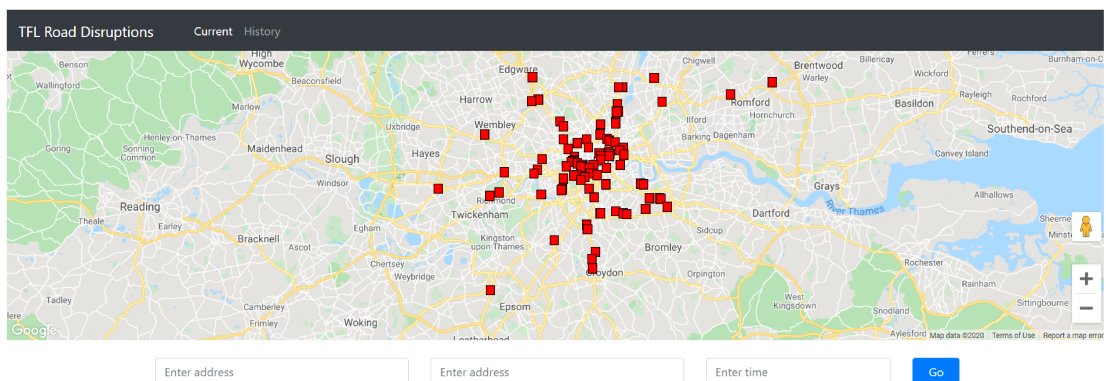 TFL Road Disruptions Current History
High
Wycombe
Benson
Wallingford
Beaconsfield
Edgware
Chigwell
Brentwood
Warley
Billericay
Wickford
Burnham-on-C
Marlow
Harrow
Romford
Hornchurch
Basildon
Rayleigh
Rochford
Uxbridge
Wembley
Ilford
Barking Dagenham
Southend-on-Sea
Henley-on-Thames
Goring
Sonning
Common
Maidenhead
Slough
Hayes
Canvey Island
Windsor
Grays
Allhallows
Reading
Theale
Earley
Egham
Richmond
Twickenham
River Thames
Dartford
Sidcup
Bracknell
Ascot
Kingston
upon Thames
Bromley
Rochester
Chertsey
Weybridge
Croydon
Orpington
Rainham
Tadley
Camberley
Frimley
Woking
Epsom
West
Kingsdown
Snodland
Sittingbourne
Leatherhead
Aylesford
Google
Map data ©2020 Terms of Use Report a map error
Enter address Enter address Enter time Go